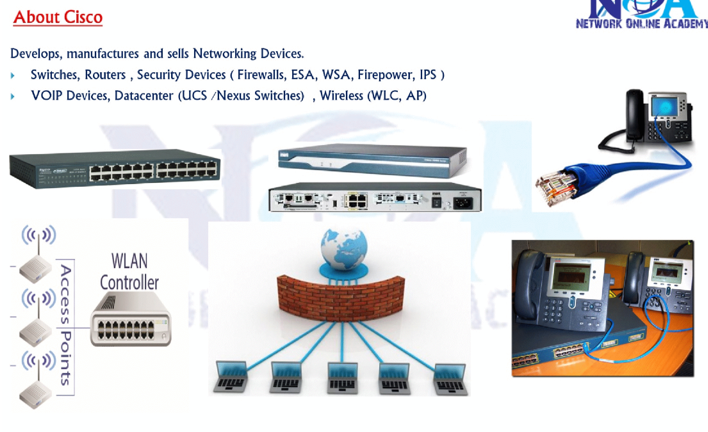 About Cisco
NOA
NETWORK ONLINE ACADEMY
Develops, manufactures and sells Networking Devices.
Switches, Routers , Security Devices ( Firewalls, ESA, WSA, Firepower, IPS )
VOIP Devices, Datacenter (UCS /Nexus Switches) , Wireless (WLC, AP)
WLAN
Controller
Access Points